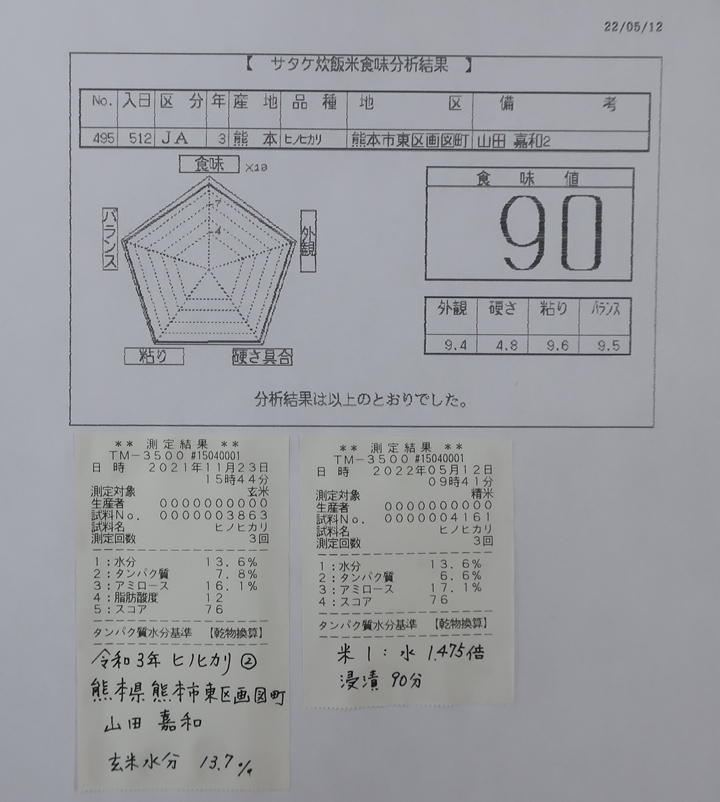 22/05/12
【 サタケ炊飯米食味分析結果 】
No. 入日 区分 年 産地 品種 地区 備考
495 512 JA 3 熊本 ヒノヒカリ 熊本市東区画図町 山田 嘉和2
食味 ×10
7
4
バランス
外観
粘り
硬さ具合
食味値
90
外観 硬さ 粘り バランス
9.4 4.8 9.6 9.5
分析結果は以上のとおりでした。
** 測定結果 **
TM-3500 #15040001
日時 2021年11月23日
15時44分
測定対象 玄米
生産者 0000000000
試料No. 0000003863
試料名 ヒノヒカリ
測定回数 3回
1:水分 13.6%
2:タンパク質 7.8%
3:アミロース 16.1%
4:脂肪酸度 12
5:スコア 76
タンパク質水分基準 【乾物換算】
令和3年 ヒノヒカリ ②
熊本県熊本市東区画図町
山田 嘉和
玄米水分 13.7%
** 測定結果 **
TM-3500 #15040001
日時 2022年05月12日
09時41分
測定対象 精米
生産者 0000000000
試料No. 0000004161
試料名 ヒノヒカリ
測定回数 3回
1:水分 13.6%
2:タンパク質 6.6%
3:アミロース 17.1%
4:スコア 76
タンパク質水分基準 【乾物換算】
米1:水 1.475倍
浸漬 90分